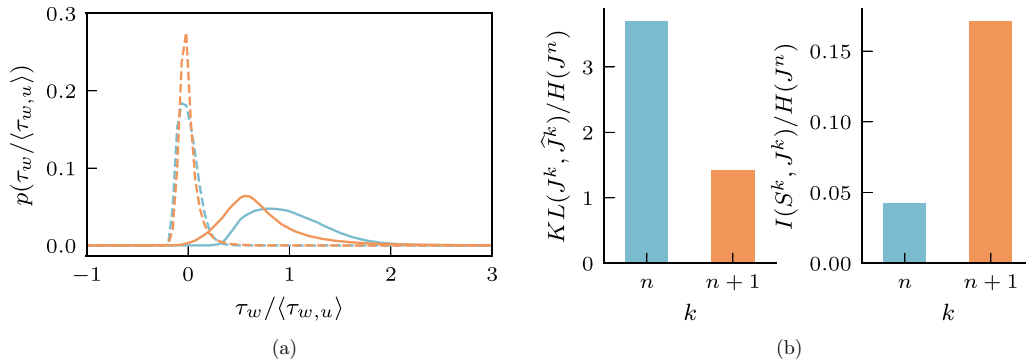 0.3
0.2
0.1
0.0
p(τ_w/⟨τ_{w,u}⟩)
−1 0 1 2 3
τ_w/⟨τ_{w,u}⟩
(a)
3
2
1
0
KL(J^k, Ĵ^k)/H(J^n)
n n + 1
k
0.15
0.10
0.05
0.00
I(S^k, J^k)/H(J^n)
n n + 1
k
(b)